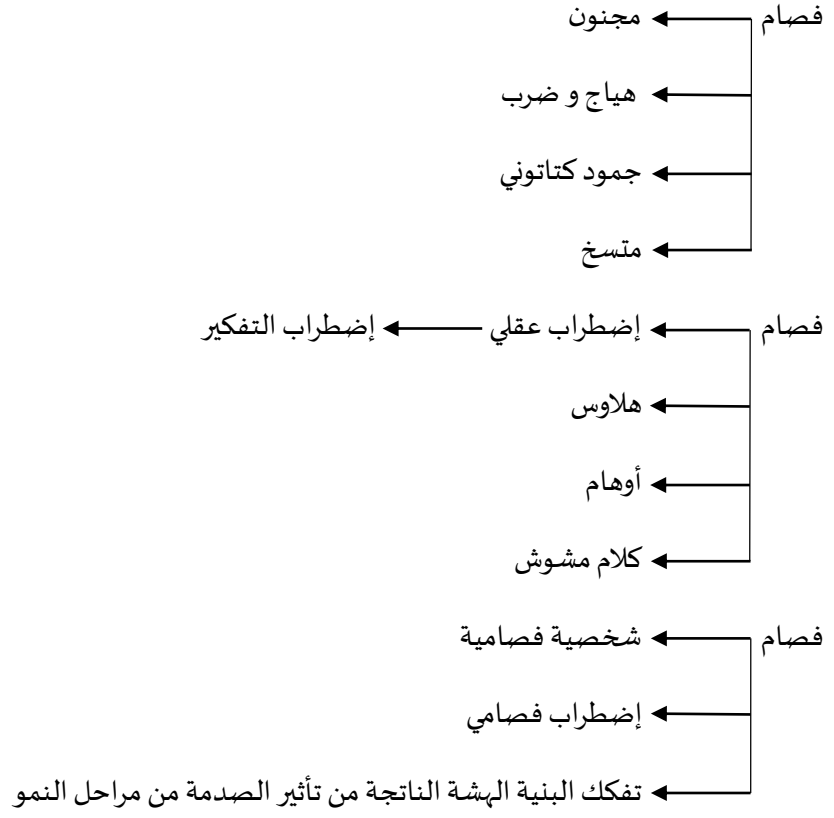 فصام مجنون
هياج و ضرب
جمود كتاتوني
متسخ
فصام إضطراب عقلي إضطراب التفكير
هلاوس
أوهام
كلام مشوش
فصام شخصية فصامية
إضطراب فصامي
تفكك البنية الهشة الناتجة من تأثير الصدمة من مراحل النمو